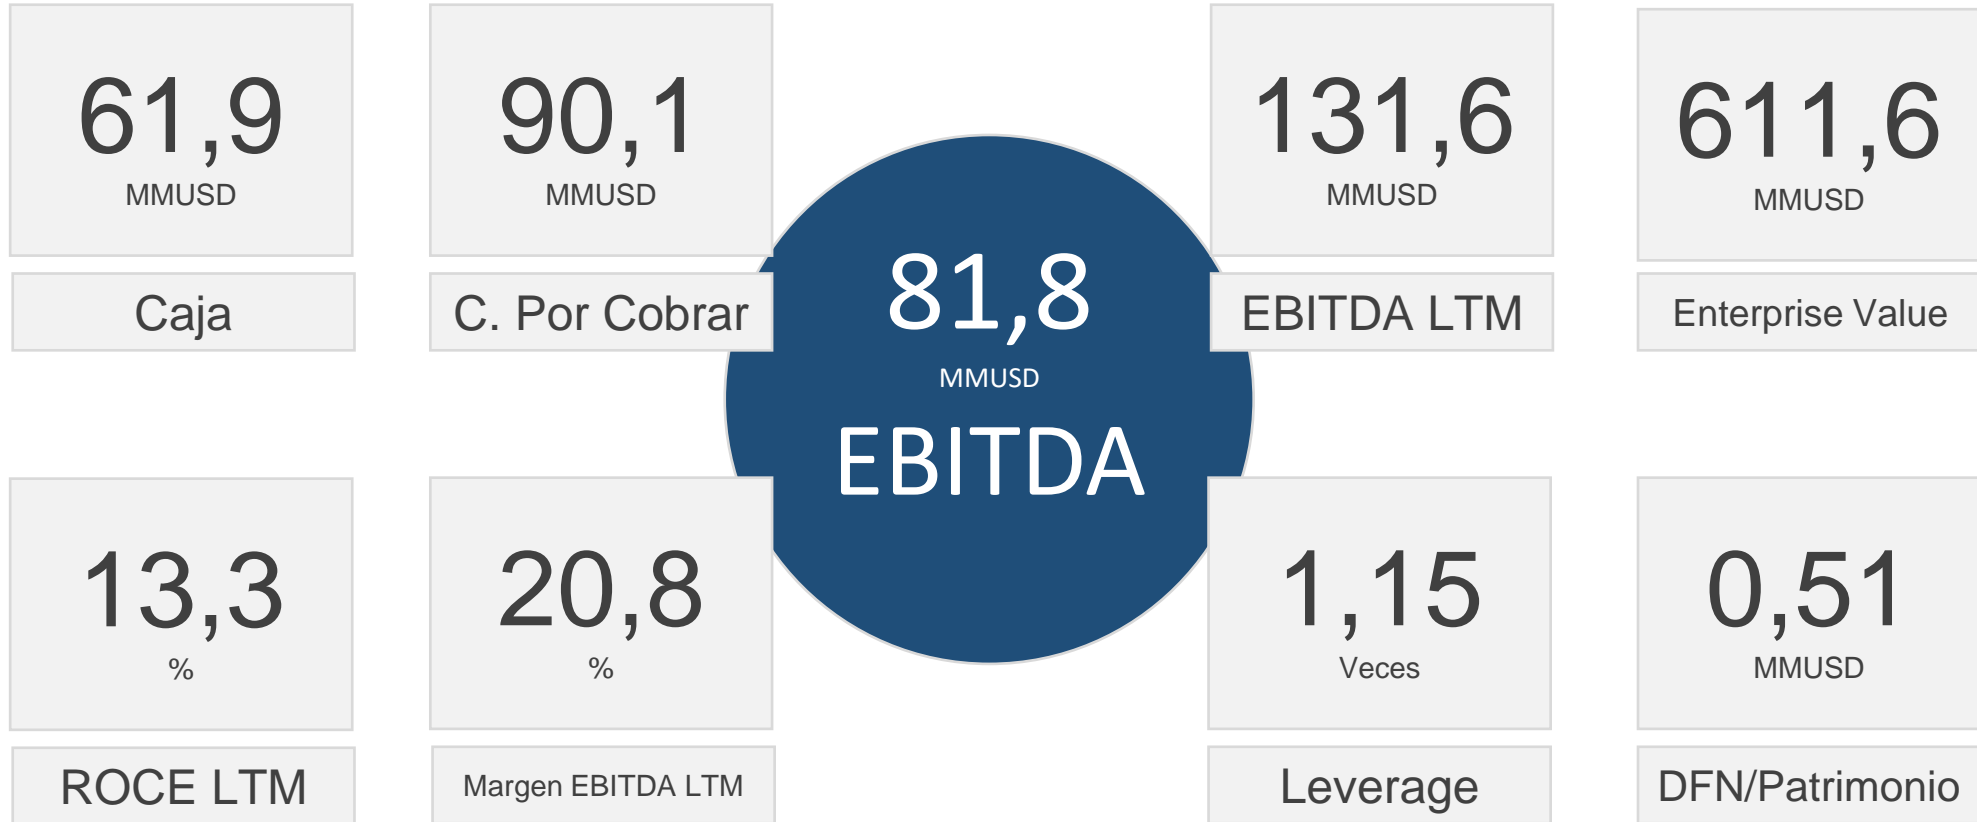 61,9
MMUSD
Caja
90,1
MMUSD
C. Por Cobrar
81,8
MMUSD
EBITDA
131,6
MMUSD
EBITDA LTM
611,6
MMUSD
Enterprise Value
13,3
%
ROCE LTM
20,8
%
Margen EBITDA LTM
1,15
Veces
Leverage
0,51
MMUSD
DFN/Patrimonio